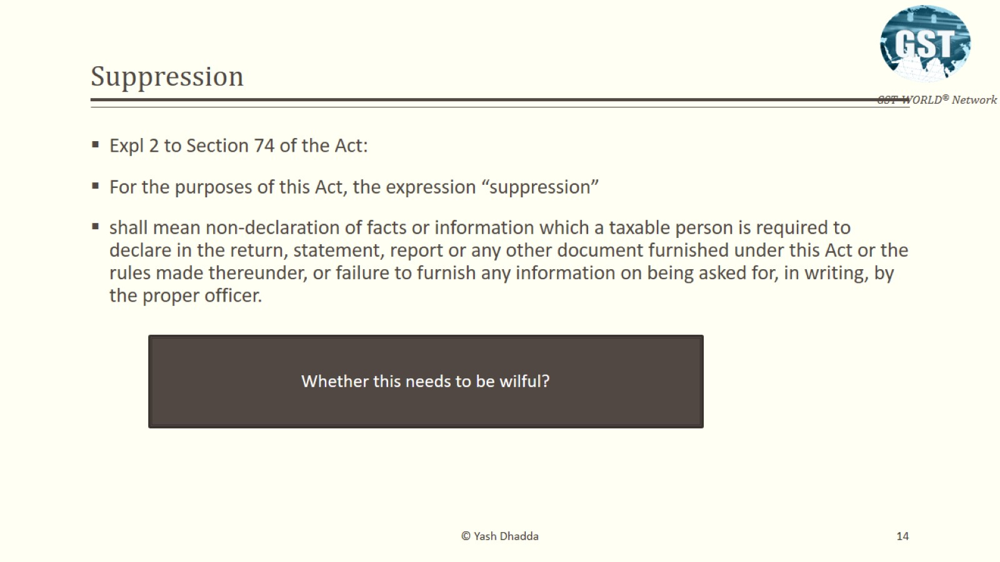 GST
GST-WORLD® Network
Suppression
▪ Expl 2 to Section 74 of the Act:
▪ For the purposes of this Act, the expression “suppression”
▪ shall mean non-declaration of facts or information which a taxable person is required to
declare in the return, statement, report or any other document furnished under this Act or the
rules made thereunder, or failure to furnish any information on being asked for, in writing, by
the proper officer.
Whether this needs to be wilful?
© Yash Dhadda
14